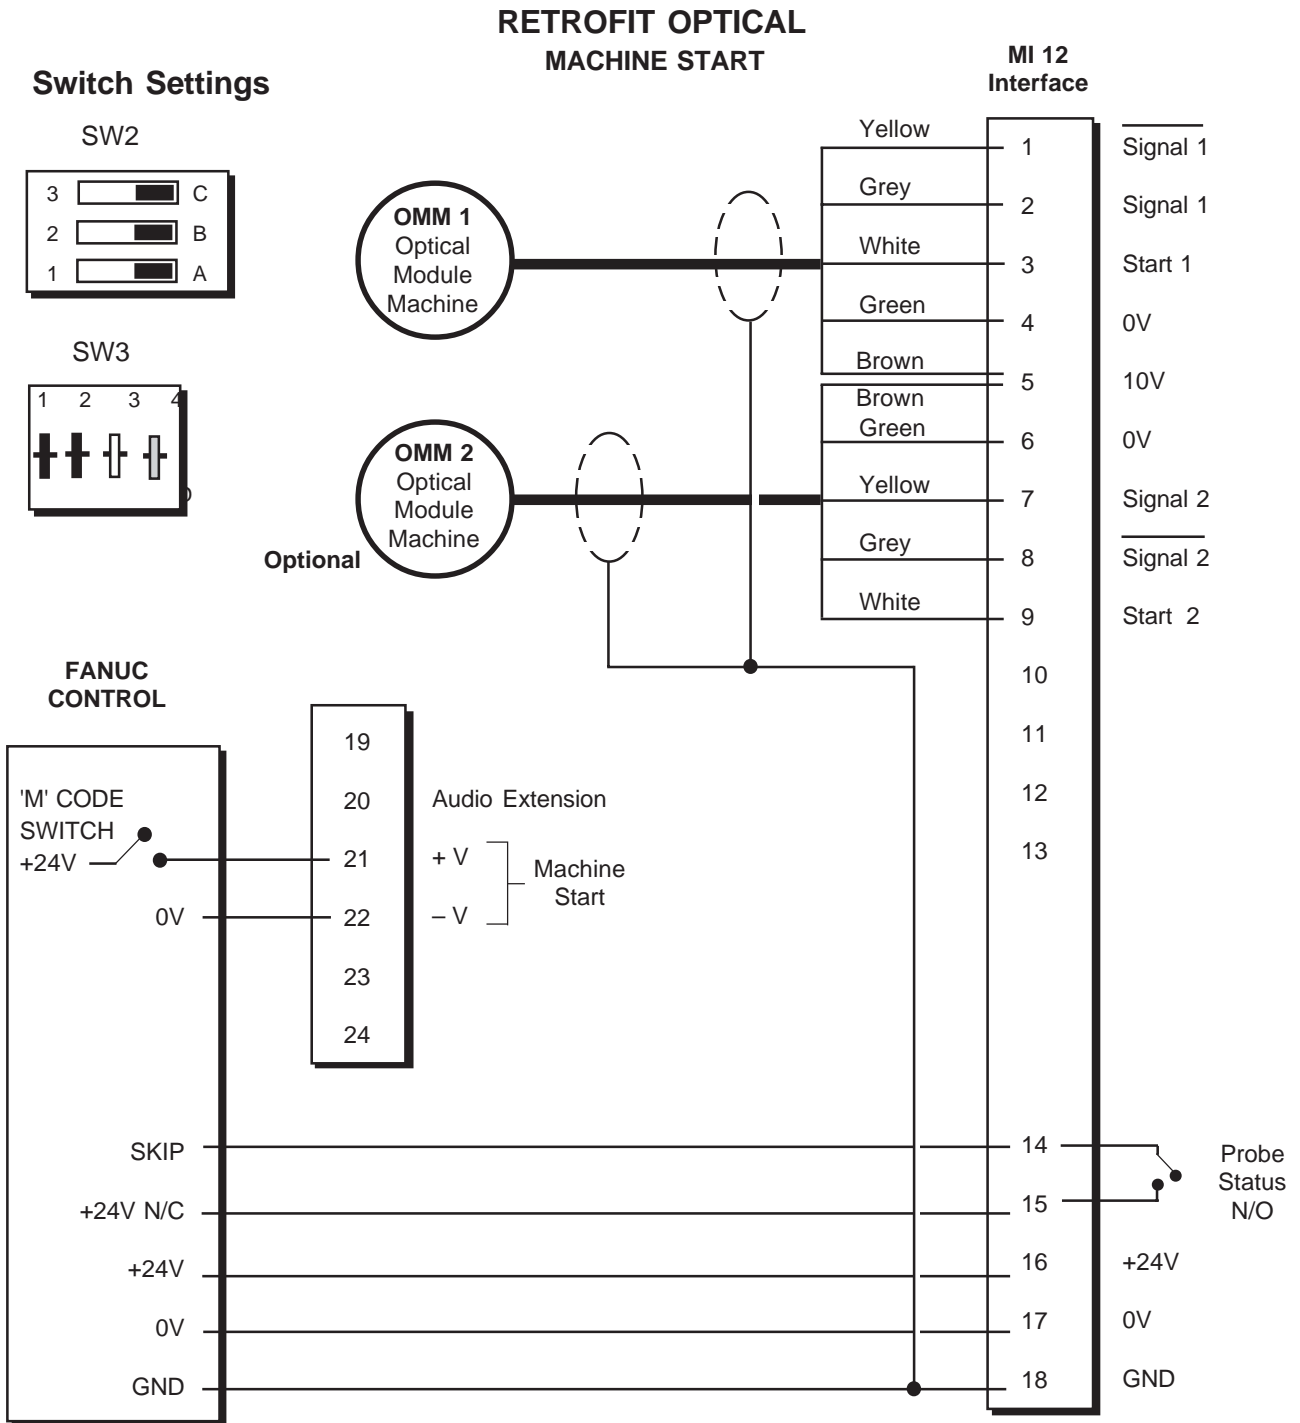 RETROFIT OPTICAL
MACHINE START
MI 12
Interface
Switch Settings
SW2
3 C
2 B
1 A
SW3
1 2 3 4
OMM 1
Optical
Module
Machine
OMM 2
Optical
Module
Machine
Optional
Yellow 1 Signal 1
Grey 2 Signal 1
White 3 Start 1
Green 4 0V
Brown
5 10V
Brown
Green 6 0V
Yellow 7 Signal 2
Grey 8 Signal 2
White 9 Start 2
10
11
12
13
FANUC
CONTROL
'M' CODE
SWITCH
+24V
0V
19
20 Audio Extension
21 + V
22 – V
Machine
Start
23
24
SKIP 14
+24V N/C 15
Probe
Status
N/O
+24V 16 +24V
0V 17 0V
GND 18 GND